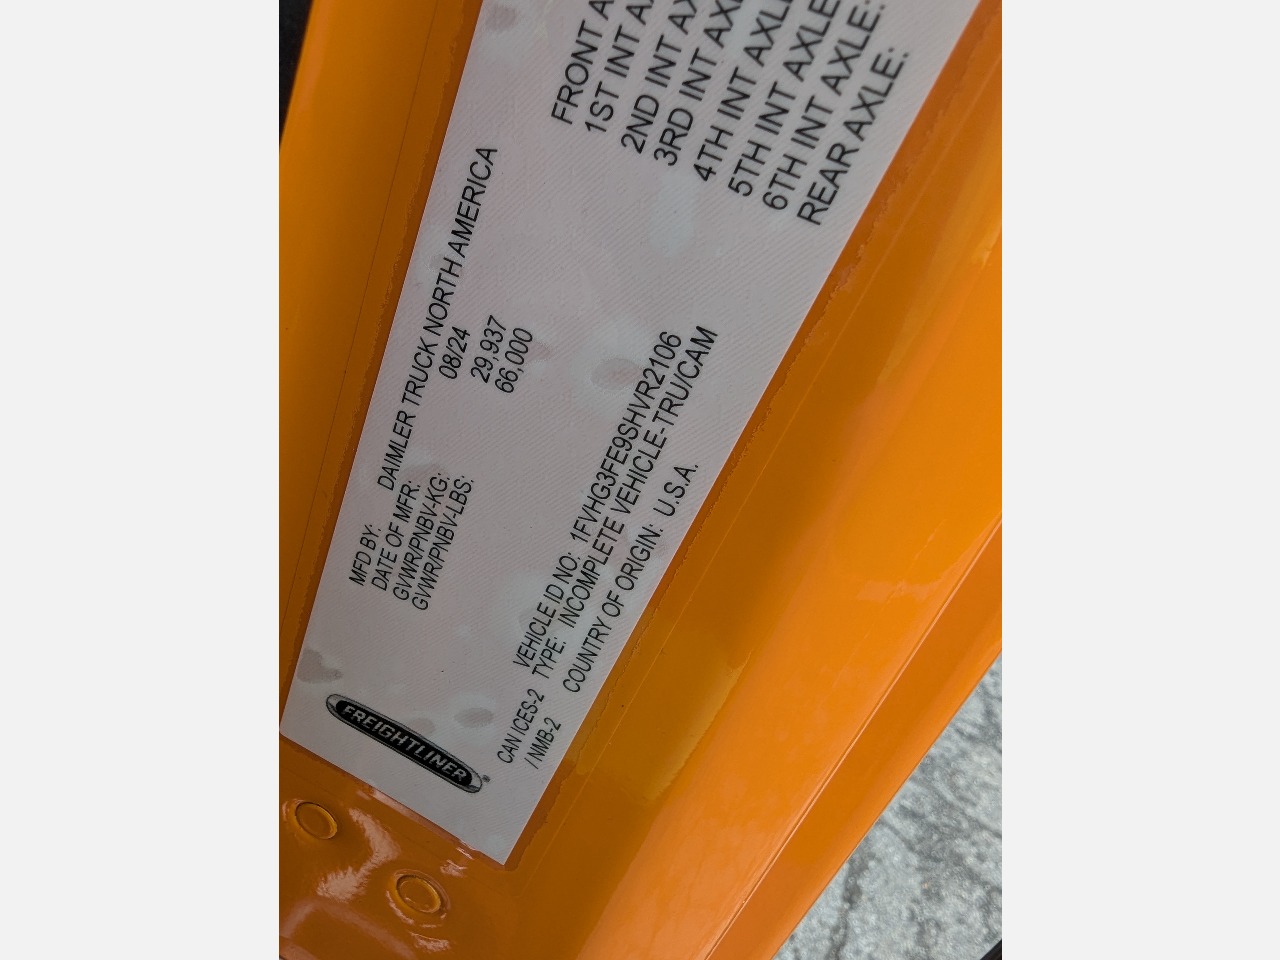 MFD BY: DAIMLER TRUCK NORTH AMERICA
DATE OF MFR: 08/24
GVWR/PNBV-KG: 29,937
GVWR/PNBV-LBS: 66,000
FRONT A
1ST INT A
2ND INT AX
3RD INT AXL
4TH INT AXLE
5TH INT AXLE
6TH INT AXLE:
REAR AXLE:
VEHICLE ID NO: 1FVHG3FE9SHVR2106
TYPE: INCOMPLETE VEHICLE-TRU/CAM
COUNTRY OF ORIGIN: U.S.A.
FREIGHTLINER®
CAN ICES-2
/ NMB-2